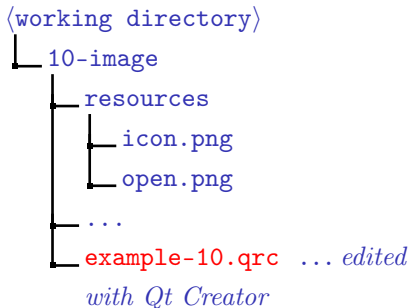 ⟨working directory⟩
10-image
resources
icon.png
open.png
...
example-10.qrc ... edited
with Qt Creator